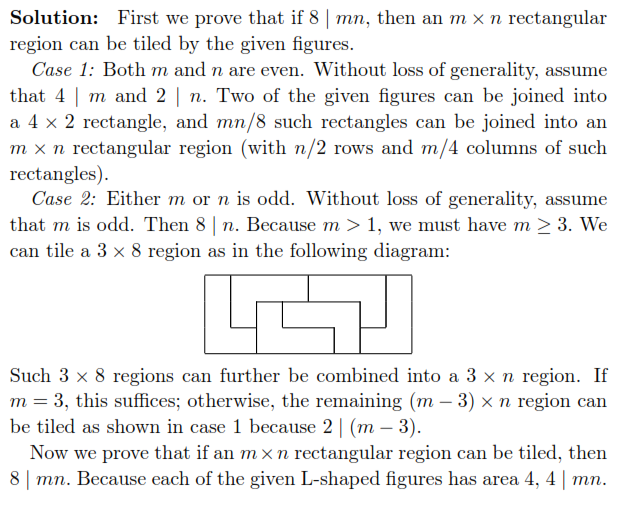 Solution: First we prove that if 8 | mn, then an m × n rectangular
region can be tiled by the given figures.
Case 1: Both m and n are even. Without loss of generality, assume
that 4 | m and 2 | n. Two of the given figures can be joined into
a 4 × 2 rectangle, and mn/8 such rectangles can be joined into an
m × n rectangular region (with n/2 rows and m/4 columns of such
rectangles).
Case 2: Either m or n is odd. Without loss of generality, assume
that m is odd. Then 8 | n. Because m > 1, we must have m ≥ 3. We
can tile a 3 × 8 region as in the following diagram:
Such 3 × 8 regions can further be combined into a 3 × n region. If
m = 3, this suffices; otherwise, the remaining (m − 3) × n region can
be tiled as shown in case 1 because 2 | (m − 3).
Now we prove that if an m × n rectangular region can be tiled, then
8 | mn. Because each of the given L-shaped figures has area 4, 4 | mn.